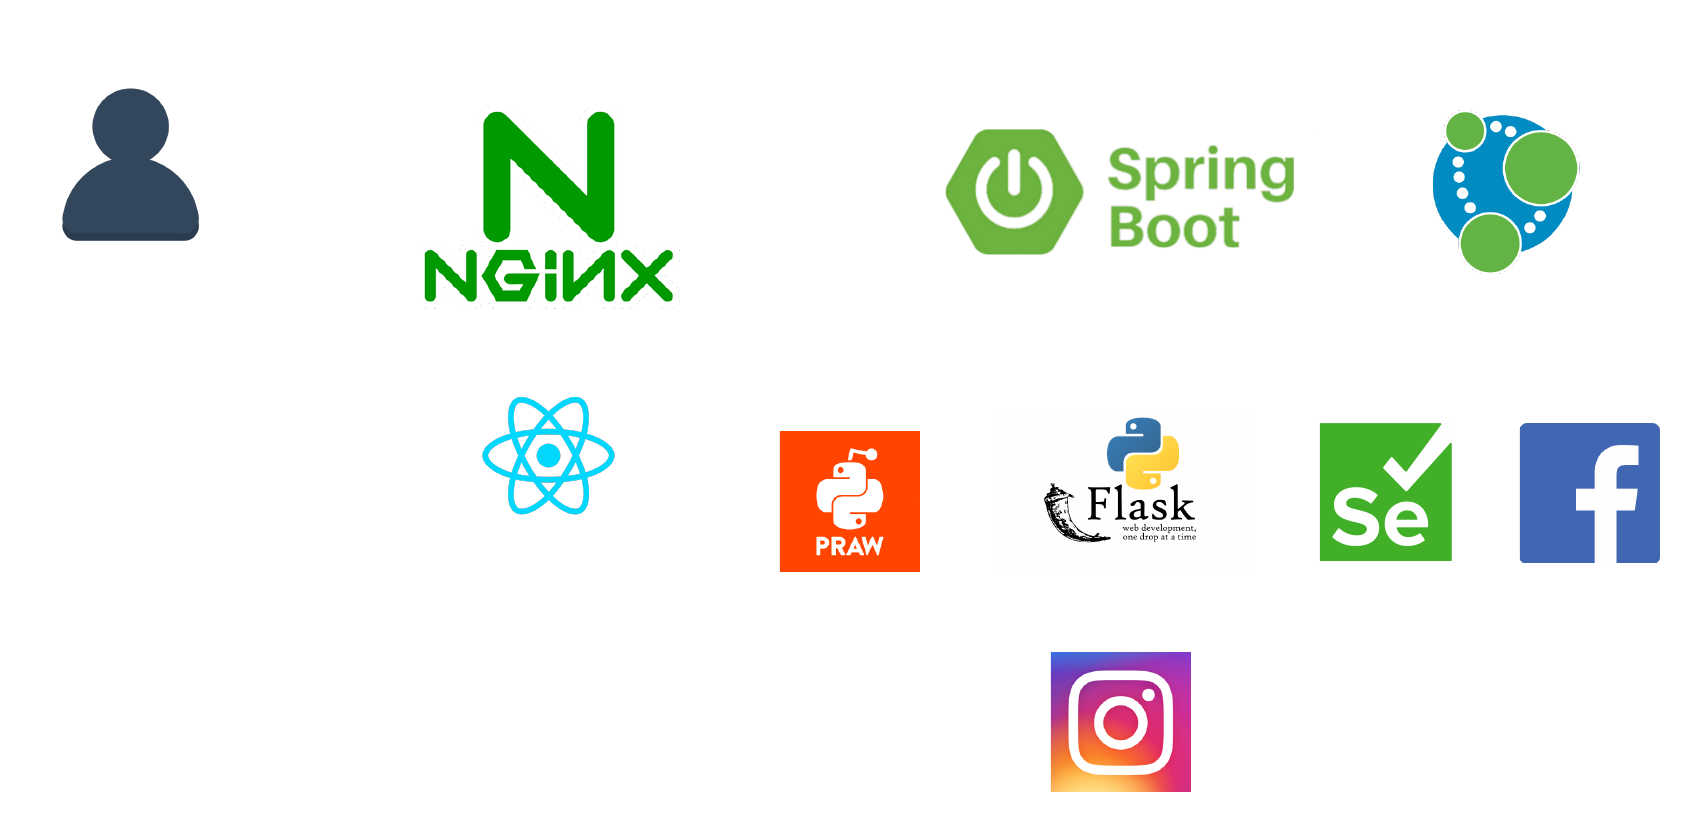 NGiNX
Spring
Boot
PRAW
Flask
web development,
one drop at a time
Se